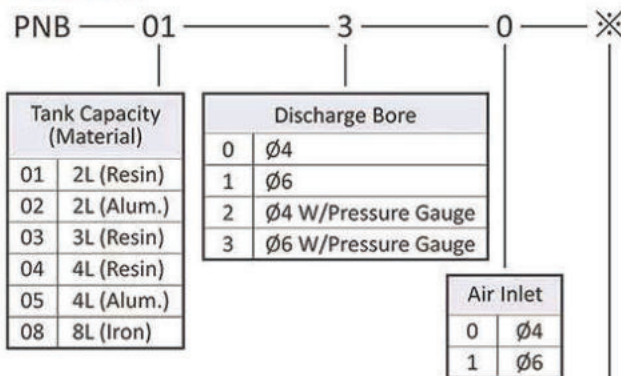 PNB — 01 — 3 — 0 — ※
Tank Capacity
(Material)
01 2L (Resin)
02 2L (Alum.)
03 3L (Resin)
04 4L (Resin)
05 4L (Alum.)
08 8L (Iron)
Discharge Bore
0 Ø4
1 Ø6
2 Ø4 W/Pressure Gauge
3 Ø6 W/Pressure Gauge
Air Inlet
0 Ø4
1 Ø6